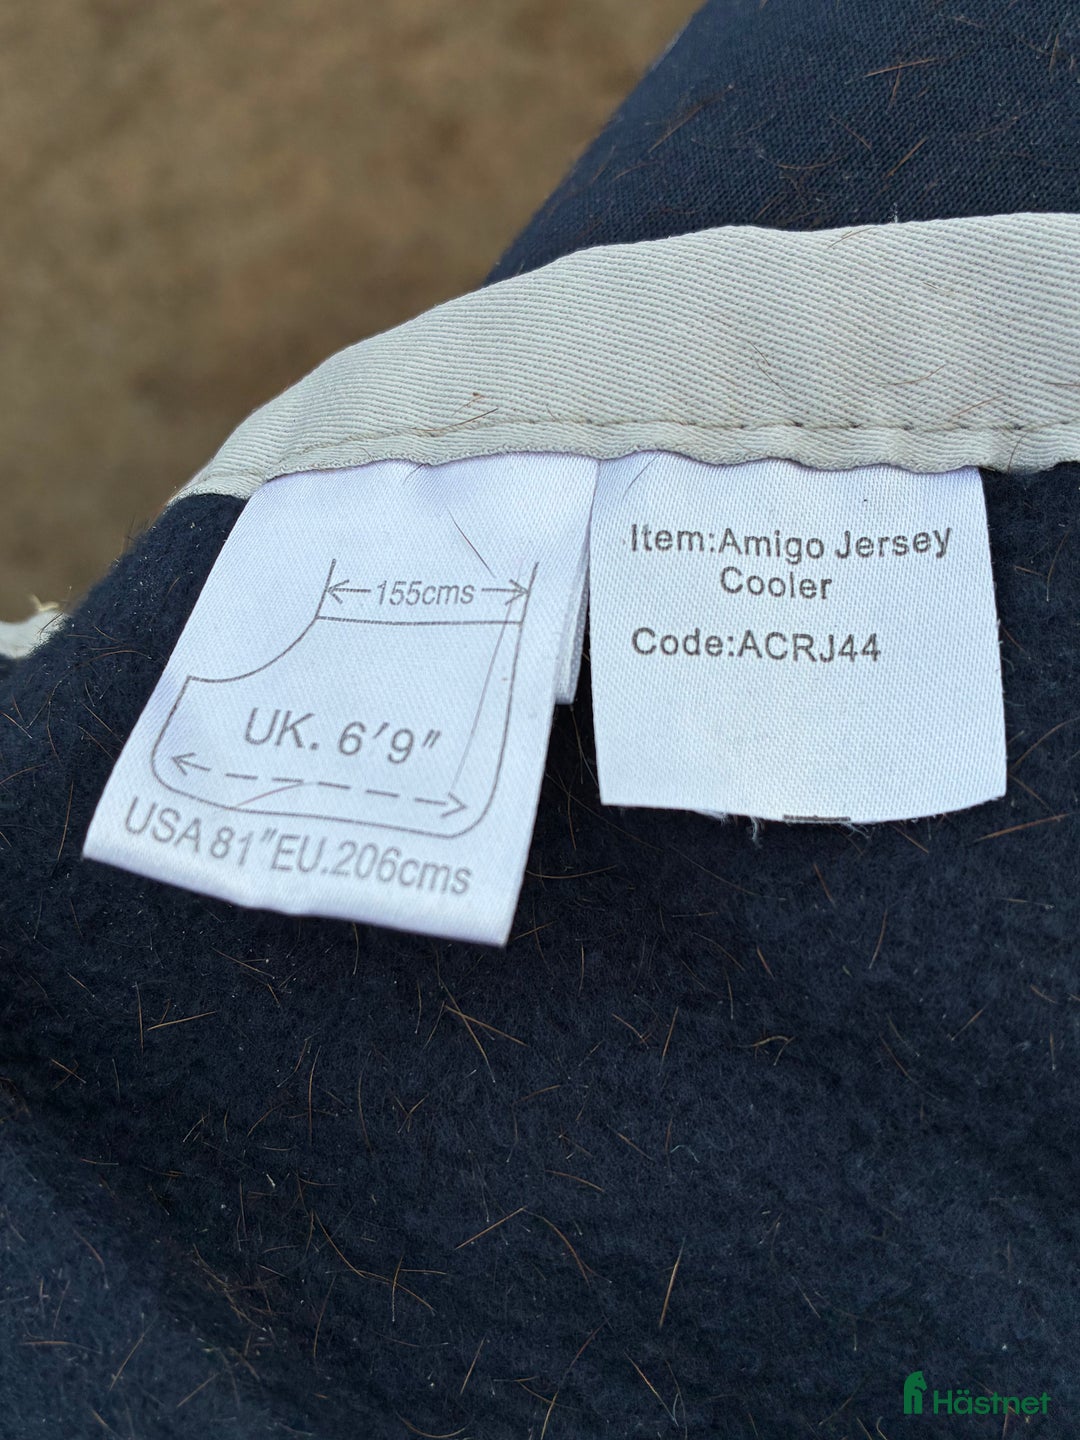 155cms
UK. 6'9"
USA 81"EU.206cms
Item:Amigo Jersey
Cooler
Code:ACRJ44
Hästnet